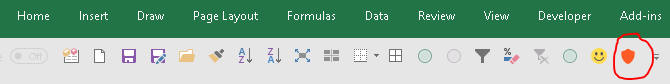 Home Insert Draw Page Layout Formulas Data Review View Developer Add-ins
Off
A
Z
Z
A